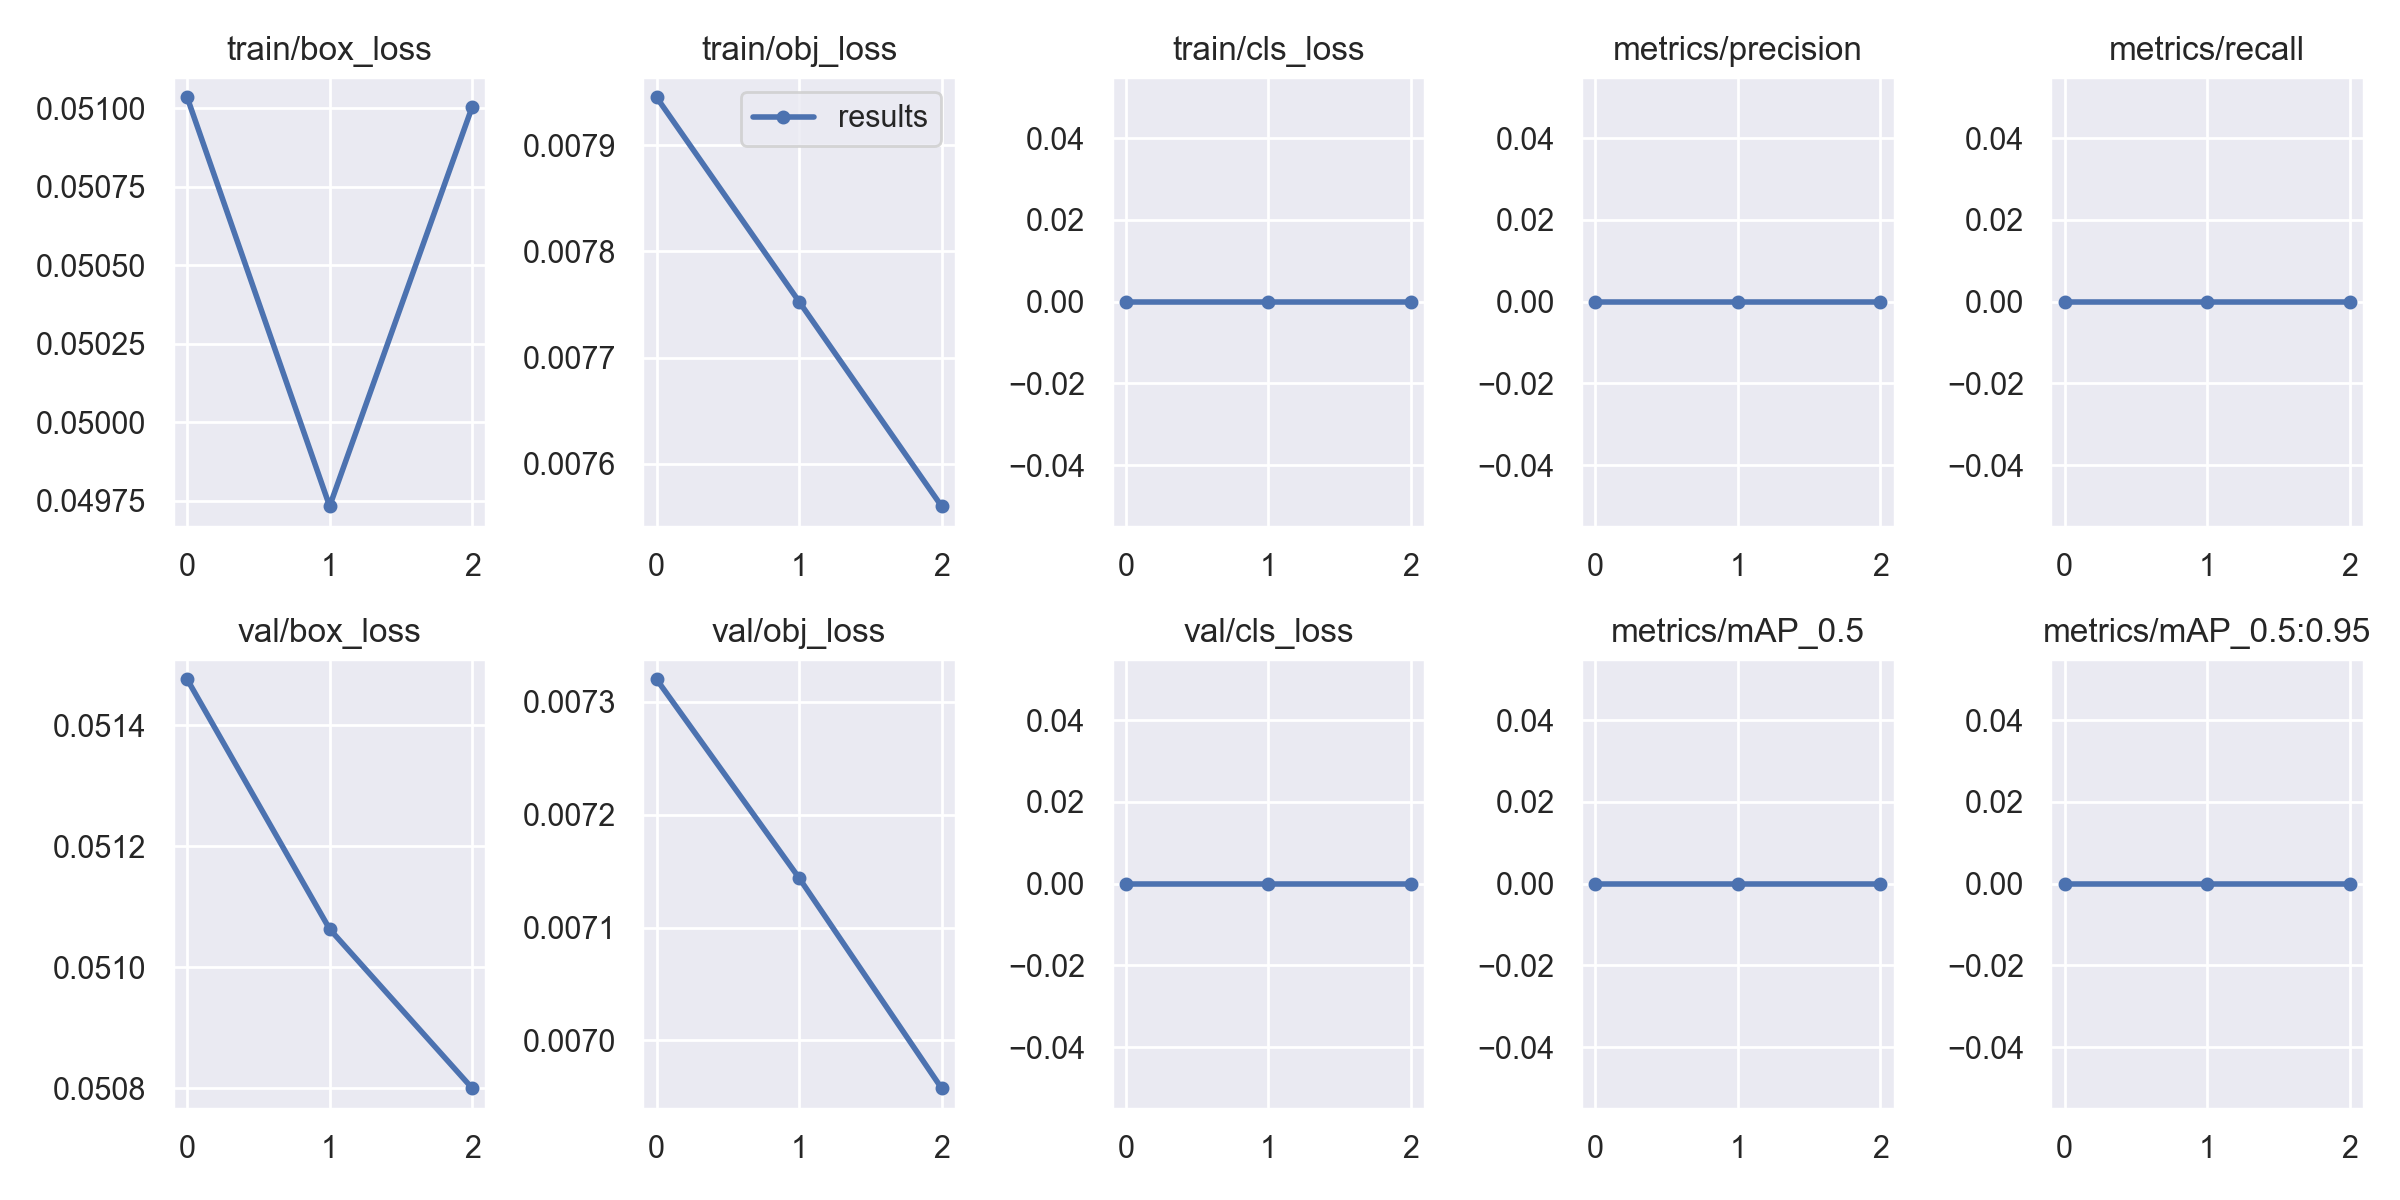 train/box_loss
0.05100
0.05075
0.05050
0.05025
0.05000
0.04975
0 1 2
train/obj_loss
results
0.0079
0.0078
0.0077
0.0076
0 1 2
train/cls_loss
0.04
0.02
0.00
−0.02
−0.04
0 1 2
metrics/precision
0.04
0.02
0.00
−0.02
−0.04
0 1 2
metrics/recall
0.04
0.02
0.00
−0.02
−0.04
0 1 2
val/box_loss
0.0514
0.0512
0.0510
0.0508
0 1 2
val/obj_loss
0.0073
0.0072
0.0071
0.0070
0 1 2
val/cls_loss
0.04
0.02
0.00
−0.02
−0.04
0 1 2
metrics/mAP_0.5
0.04
0.02
0.00
−0.02
−0.04
0 1 2
metrics/mAP_0.5:0.95
0.04
0.02
0.00
−0.02
−0.04
0 1 2